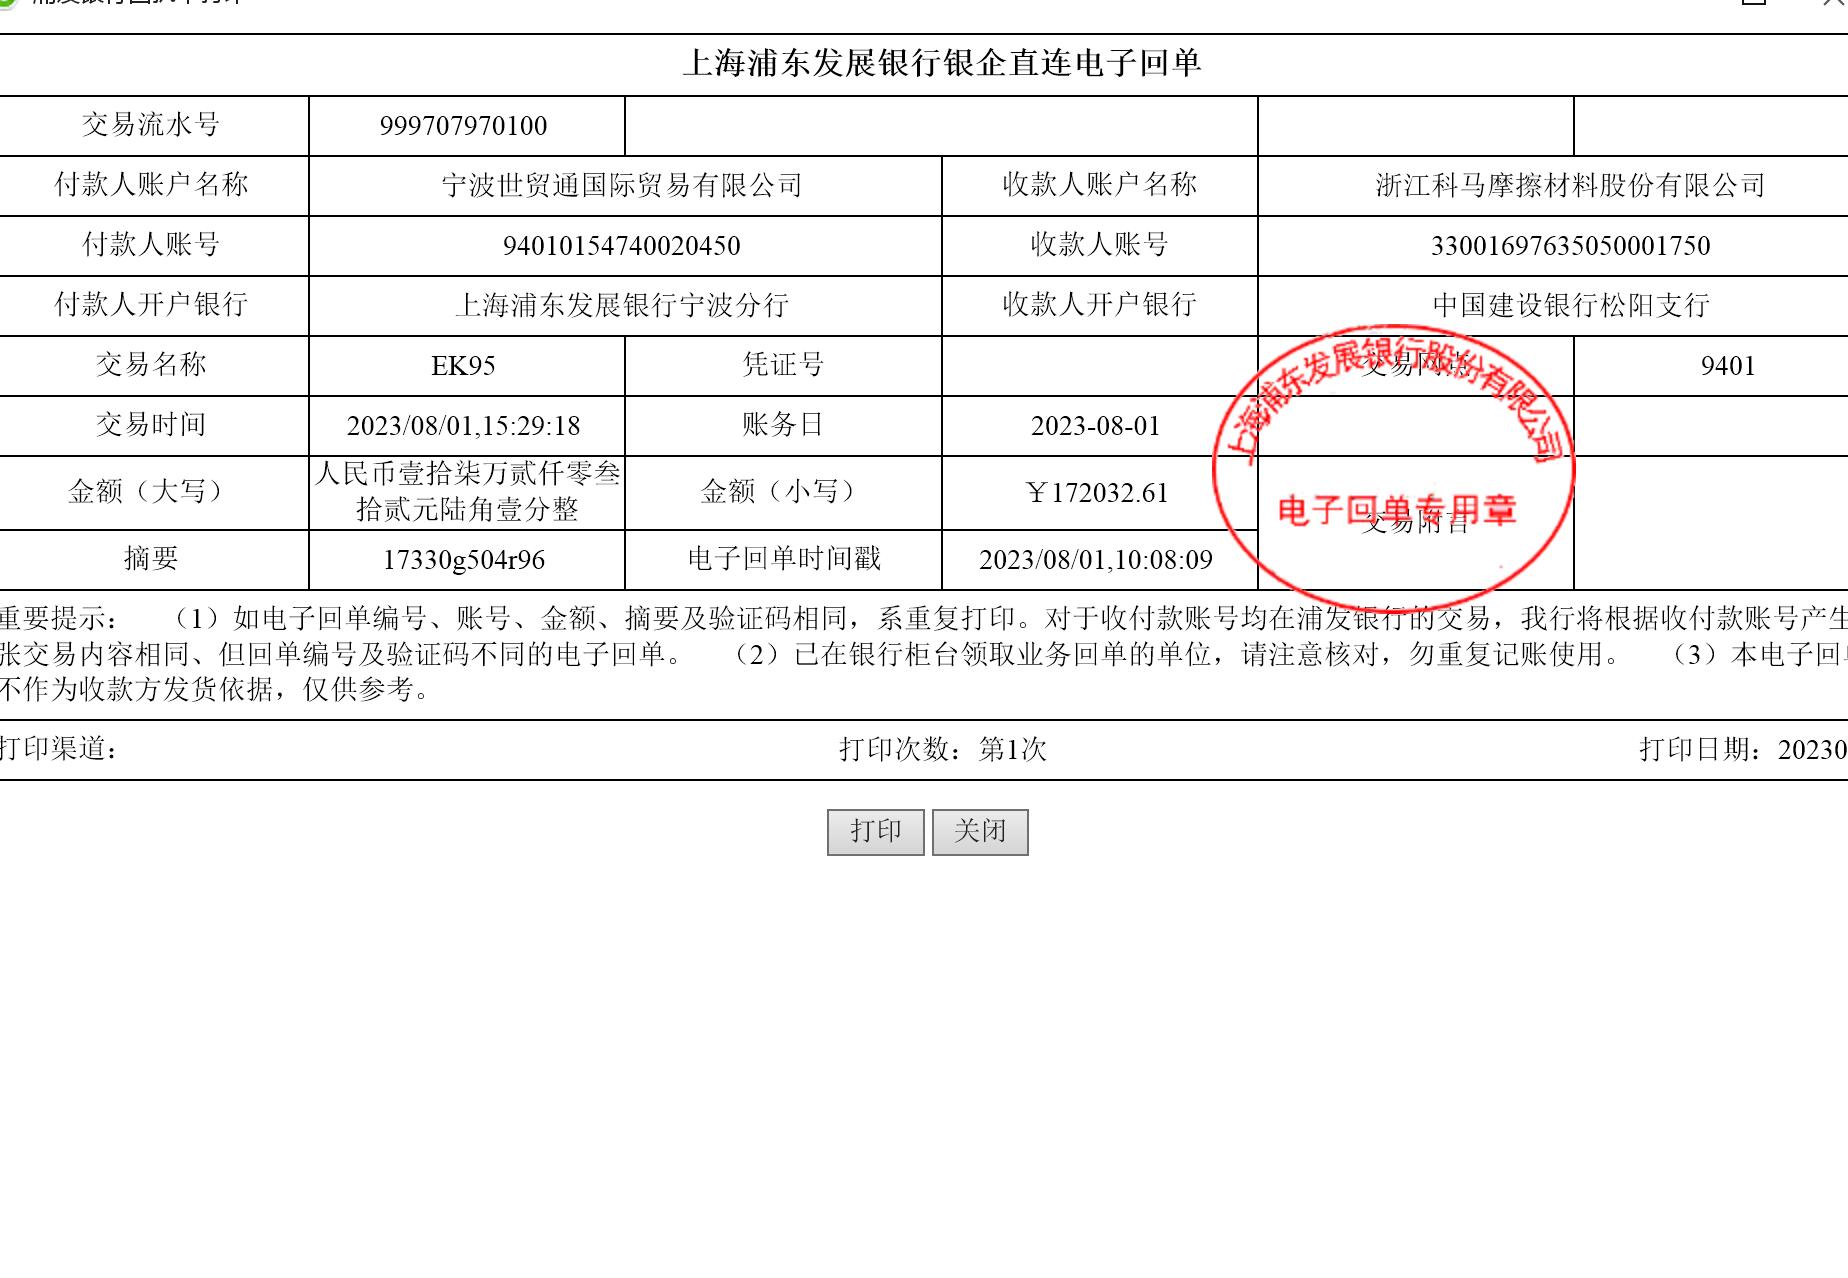 上海浦东发展银行银企直连电子回单
交易流水号 999707970100
付款人账户名称 宁波世贸通国际贸易有限公司 收款人账户名称 浙江科马摩擦材料股份有限公司
付款人账号 94010154740020450 收款人账号 33001697635050001750
付款人开户银行 上海浦东发展银行宁波分行 收款人开户银行 中国建设银行松阳支行
交易名称 EK95 凭证号 交易网点 9401
上海浦东发展银行股份有限公司
交易时间 2023/08/01,15:29:18 账务日 2023-08-01
人民币壹拾柒万贰仟零叁
金额（大写） 金额（小写） ￥172032.61
拾贰元陆角壹分整
电子回单专用章
交易附言
摘要 17330g504r96 电子回单时间戳 2023/08/01,10:08:09
重要提示： （1）如电子回单编号、账号、金额、摘要及验证码相同，系重复打印。对于收付款账号均在浦发银行的交易，我行将根据收付款账号产生
张交易内容相同、但回单编号及验证码不同的电子回单。 （2）已在银行柜台领取业务回单的单位，请注意核对，勿重复记账使用。 （3）本电子回单
不作为收款方发货依据，仅供参考。
打印渠道： 打印次数：第1次 打印日期：20230
打印 关闭